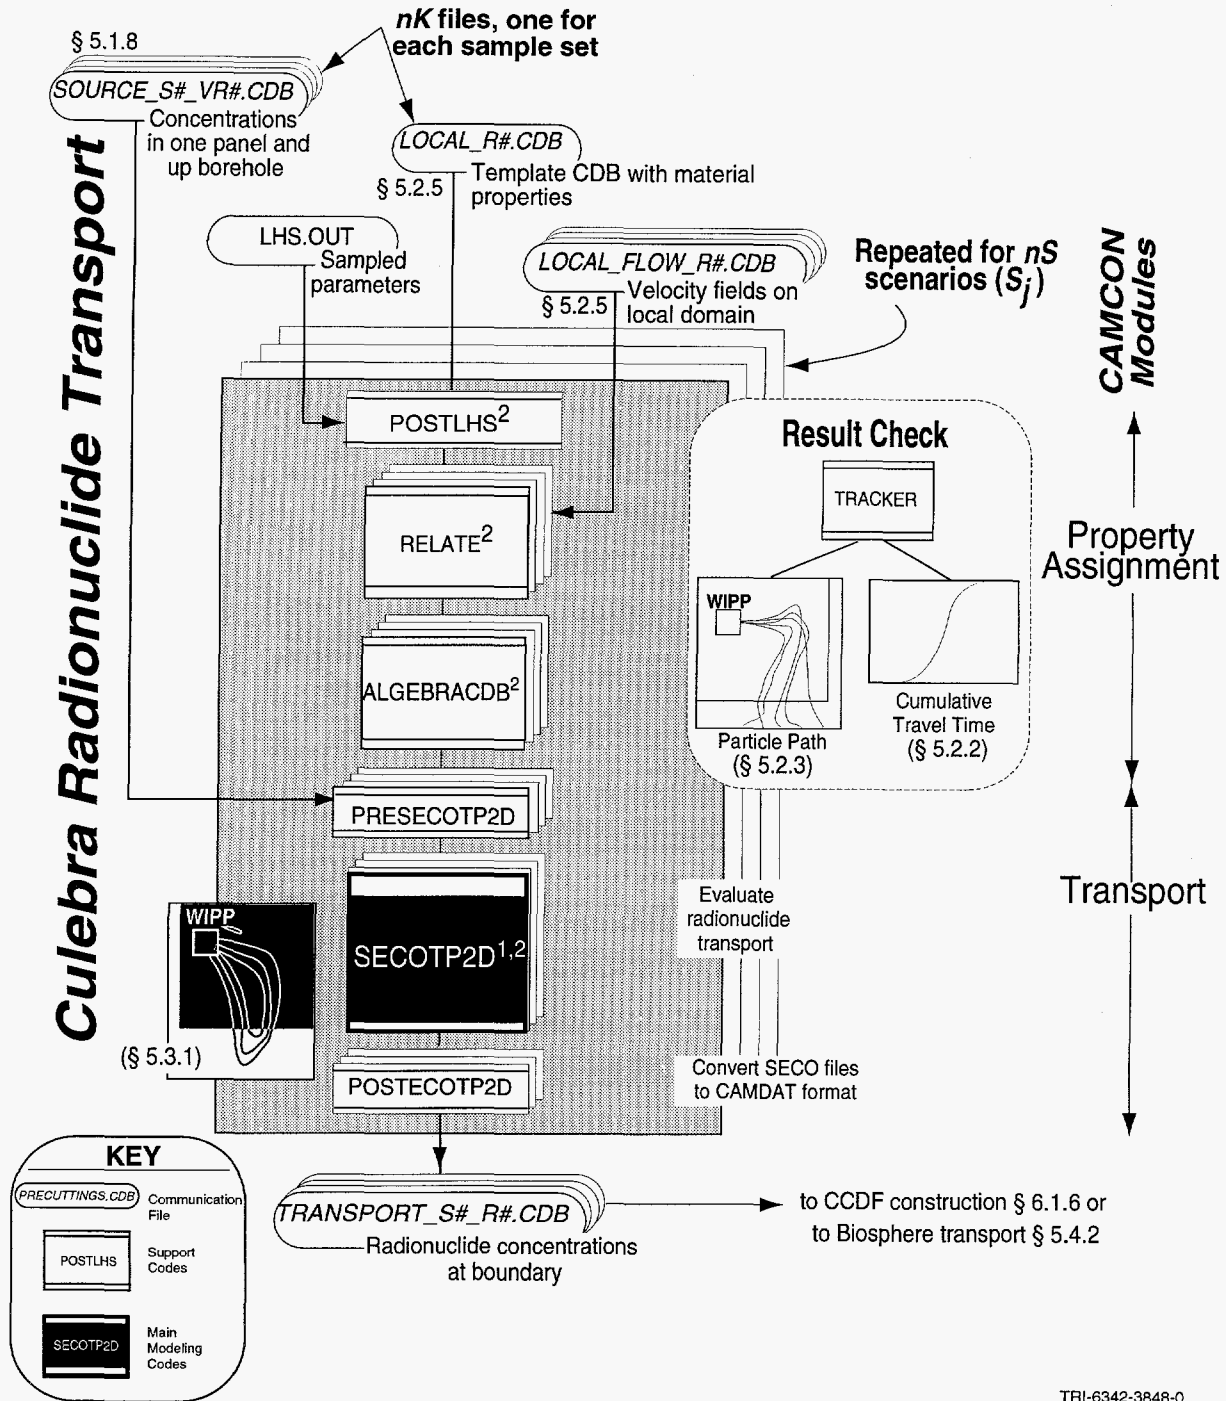 nK files, one for
each sample set
§ 5.1.8
SOURCE_S#_VR#.CDB
Concentrations
in one panel and
up borehole
LOCAL_R#.CDB
Template CDB with material
properties
§ 5.2.5
LHS.OUT
Sampled
parameters
LOCAL_FLOW_R#.CDB
Velocity fields on
local domain
§ 5.2.5
Repeated for nS
scenarios (Sj)
CAMCON
Modules
Culebra Radionuclide Transport
POSTLHS2
RELATE2
ALGEBRACDB2
PRESECOTP2D
SECOTP2D1,2
POSTECOTP2D
Result Check
TRACKER
WIPP
Particle Path
(§ 5.2.3)
Cumulative
Travel Time
(§ 5.2.2)
Property
Assignment
Transport
Evaluate
radionuclide
transport
Convert SECO files
to CAMDAT format
WIPP
(§ 5.3.1)
TRANSPORT_S#_R#.CDB
Radionuclide concentrations
at boundary
to CCDF construction § 6.1.6 or
to Biosphere transport § 5.4.2
KEY
PRECUTTINGS.CDB
Communication
File
POSTLHS
Support
Codes
SECOTP2D
Main
Modeling
Codes
TRI-6342-3848-0